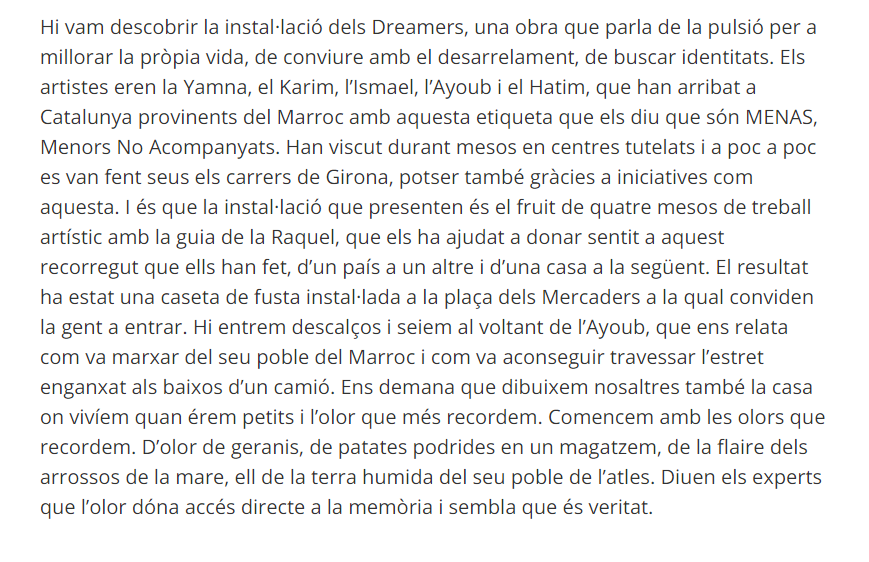 Hi vam descobrir la instal·lació dels Dreamers, una obra que parla de la pulsió per a
millorar la pròpia vida, de conviure amb el desarrelament, de buscar identitats. Els
artistes eren la Yamna, el Karim, l’Ismael, l’Ayoub i el Hatim, que han arribat a
Catalunya provinents del Marroc amb aquesta etiqueta que els diu que són MENAS,
Menors No Acompanyats. Han viscut durant mesos en centres tutelats i a poc a poc
es van fent seus els carrers de Girona, potser també gràcies a iniciatives com
aquesta. I és que la instal·lació que presenten és el fruit de quatre mesos de treball
artístic amb la guia de la Raquel, que els ha ajudat a donar sentit a aquest
recorregut que ells han fet, d’un país a un altre i d’una casa a la següent. El resultat
ha estat una caseta de fusta instal·lada a la plaça dels Mercaders a la qual conviden
la gent a entrar. Hi entrem descalços i seiem al voltant de l’Ayoub, que ens relata
com va marxar del seu poble del Marroc i com va aconseguir travessar l’estret
enganxat als baixos d’un camió. Ens demana que dibuixem nosaltres també la casa
on vivíem quan érem petits i l’olor que més recordem. Comencem amb les olors que
recordem. D’olor de geranis, de patates podrides en un magatzem, de la flaire dels
arrossos de la mare, ell de la terra humida del seu poble de l’atles. Diuen els experts
que l’olor dóna accés directe a la memòria i sembla que és veritat.